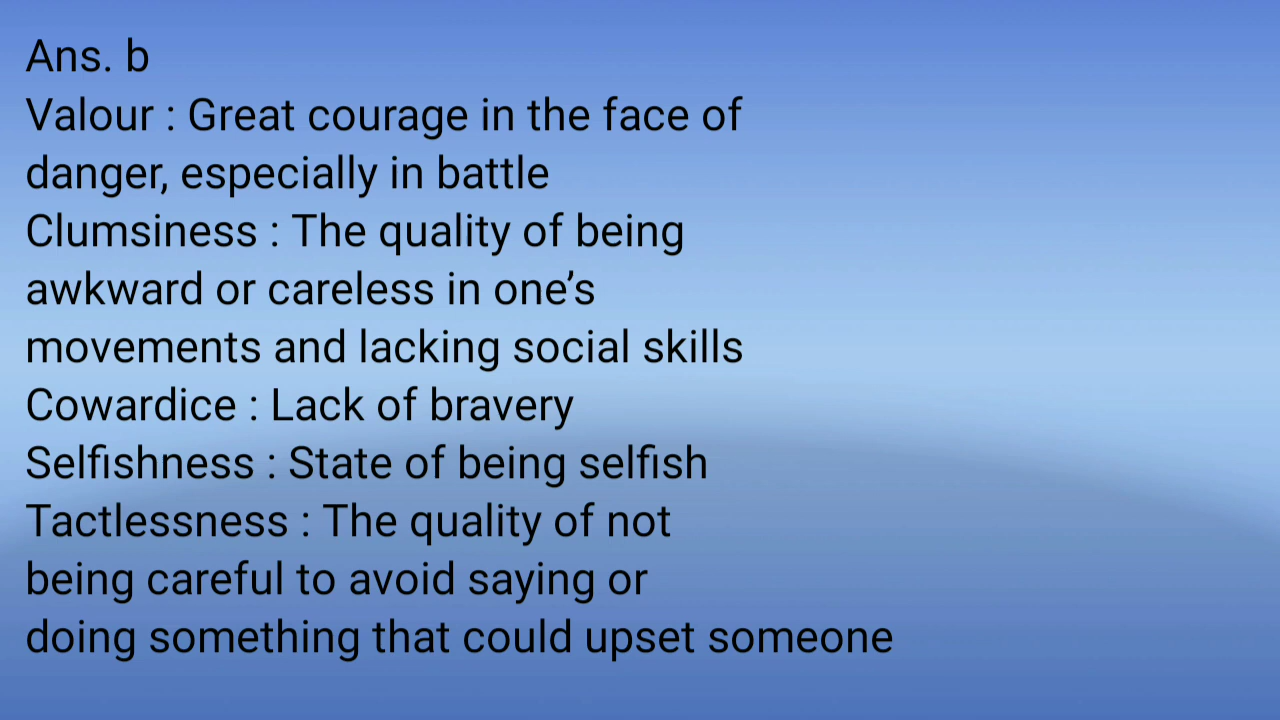 Ans. b
Valour : Great courage in the face of
danger, especially in battle
Clumsiness : The quality of being
awkward or careless in one’s
movements and lacking social skills
Cowardice : Lack of bravery
Selfishness : State of being selfish
Tactlessness : The quality of not
being careful to avoid saying or
doing something that could upset someone